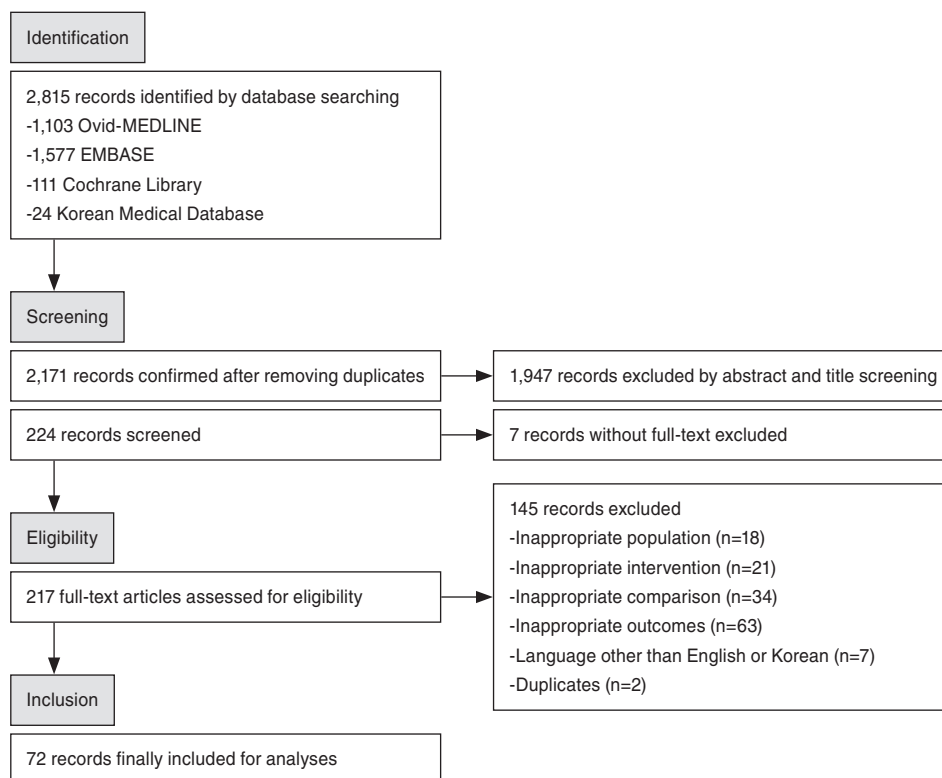 Identification
2,815 records identified by database searching
-1,103 Ovid-MEDLINE
-1,577 EMBASE
-111 Cochrane Library
-24 Korean Medical Database
Screening
2,171 records confirmed after removing duplicates
1,947 records excluded by abstract and title screening
224 records screened
7 records without full-text excluded
Eligibility
217 full-text articles assessed for eligibility
145 records excluded
-Inappropriate population (n=18)
-Inappropriate intervention (n=21)
-Inappropriate comparison (n=34)
-Inappropriate outcomes (n=63)
-Language other than English or Korean (n=7)
-Duplicates (n=2)
Inclusion
72 records finally included for analyses